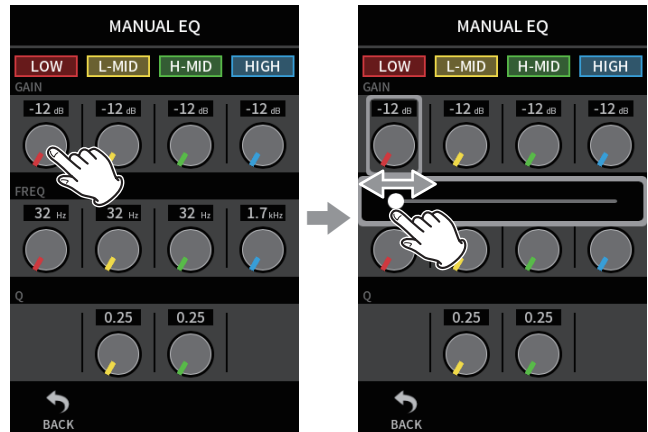 MANUAL EQ
LOW L-MID H-MID HIGH
GAIN
-12 dB -12 dB -12 dB -12 dB
FREQ
32 Hz 32 Hz 32 Hz 1.7 kHz
Q
0.25 0.25
BACK
MANUAL EQ
LOW L-MID H-MID HIGH
GAIN
-12 dB -12 dB -12 dB -12 dB
Q
0.25 0.25
BACK